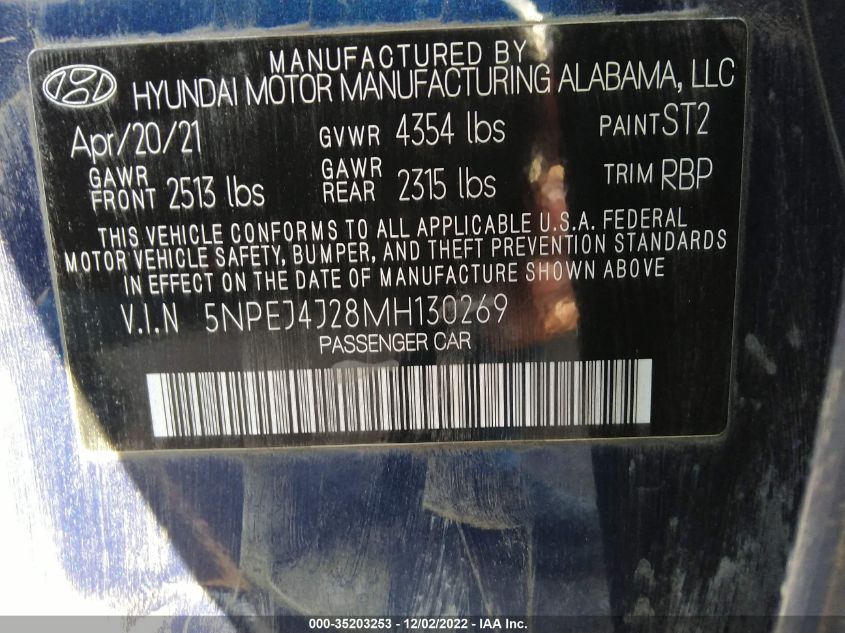 MANUFACTURED BY
HYUNDAI MOTOR MANUFACTURING ALABAMA, LLC
Apr/20/21 GVWR 4354 lbs PAINT ST2
GAWR FRONT 2513 lbs GAWR REAR 2315 lbs TRIM RBP
THIS VEHICLE CONFORMS TO ALL APPLICABLE U.S.A. FEDERAL
MOTOR VEHICLE SAFETY, BUMPER, AND THEFT PREVENTION STANDARDS
IN EFFECT ON THE DATE OF MANUFACTURE SHOWN ABOVE
V.I.N 5NPEJ4J28MH130269
PASSENGER CAR
000-35203253 - 12/02/2022 - IAA Inc.